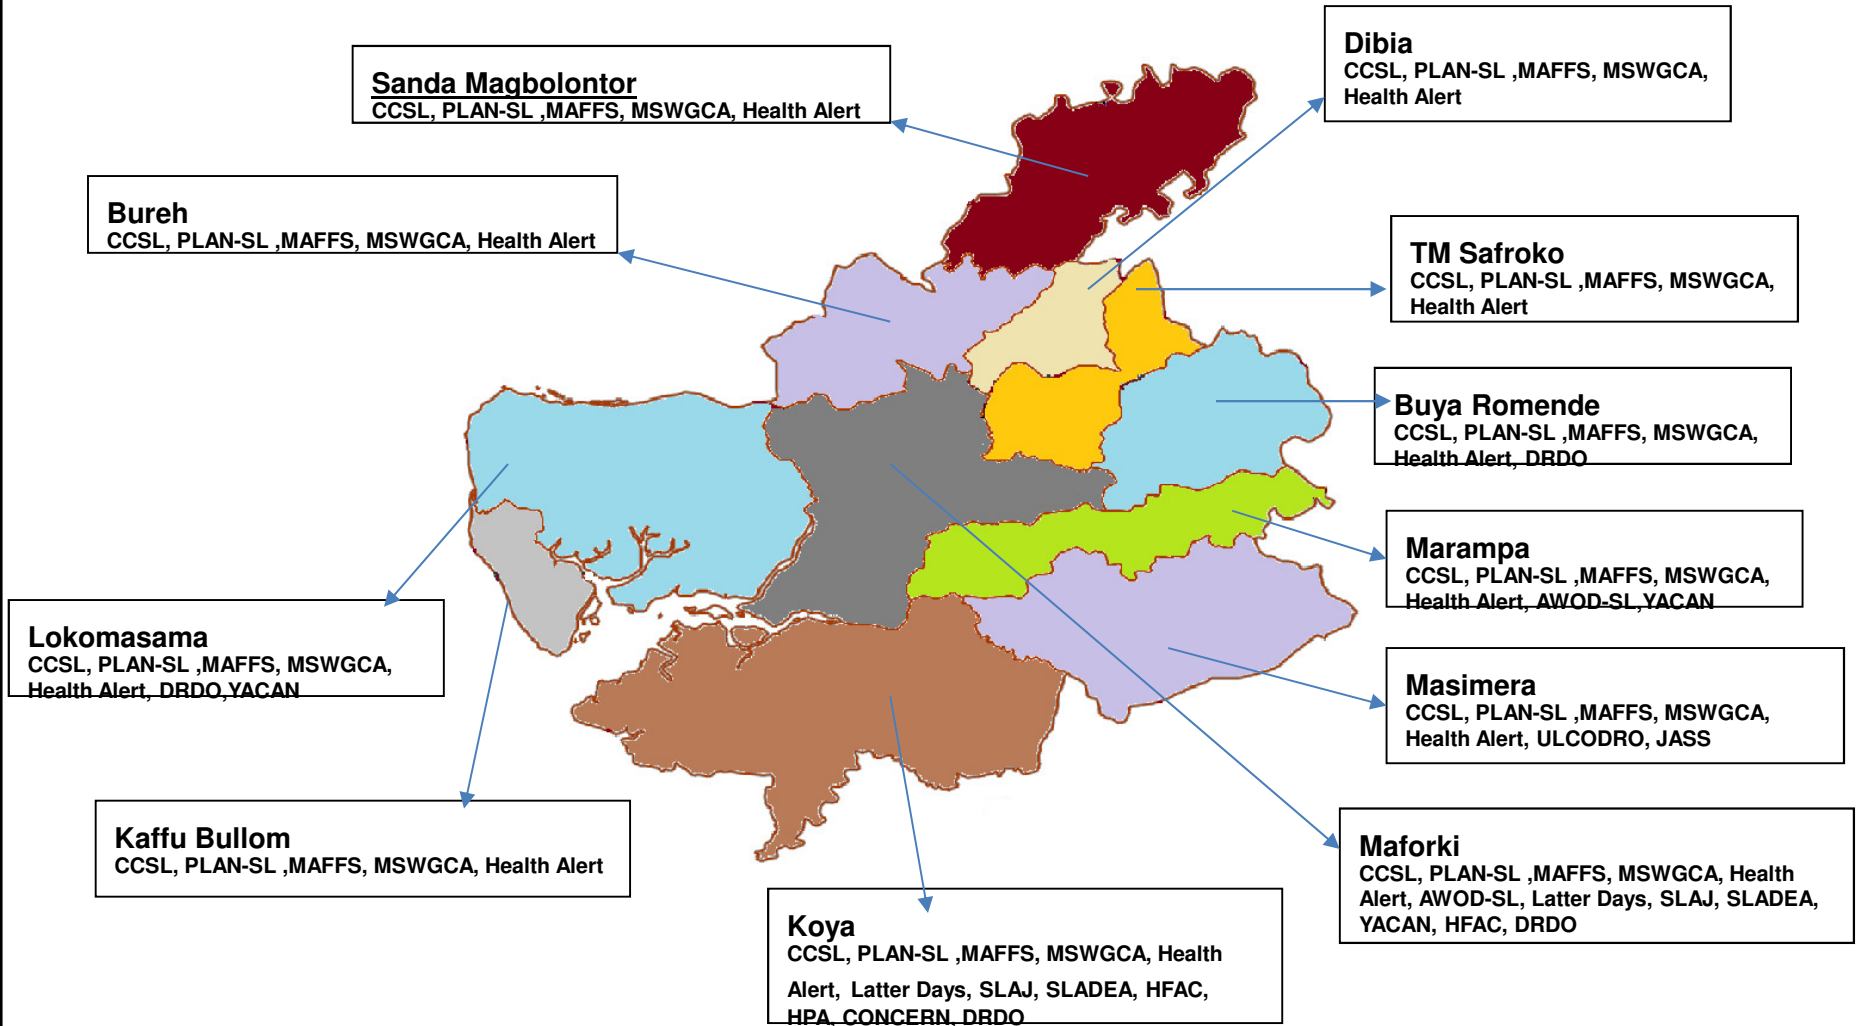 Dibia
CCSL, PLAN-SL ,MAFFS, MSWGCA,
Health Alert
Sanda Magbolontor
CCSL, PLAN-SL ,MAFFS, MSWGCA, Health Alert
Bureh
CCSL, PLAN-SL ,MAFFS, MSWGCA, Health Alert
TM Safroko
CCSL, PLAN-SL ,MAFFS, MSWGCA,
Health Alert
Buya Romende
CCSL, PLAN-SL ,MAFFS, MSWGCA,
Health Alert, DRDO
Marampa
CCSL, PLAN-SL ,MAFFS, MSWGCA,
Health Alert, AWOD-SL,YACAN
Lokomasama
CCSL, PLAN-SL ,MAFFS, MSWGCA,
Health Alert, DRDO,YACAN
Masimera
CCSL, PLAN-SL ,MAFFS, MSWGCA,
Health Alert, ULCODRO, JASS
Kaffu Bullom
CCSL, PLAN-SL ,MAFFS, MSWGCA, Health Alert
Maforki
CCSL, PLAN-SL ,MAFFS, MSWGCA, Health
Alert, AWOD-SL, Latter Days, SLAJ, SLADEA,
YACAN, HFAC, DRDO
Koya
CCSL, PLAN-SL ,MAFFS, MSWGCA, Health
Alert, Latter Days, SLAJ, SLADEA, HFAC,
HPA, CONCERN, DRDO